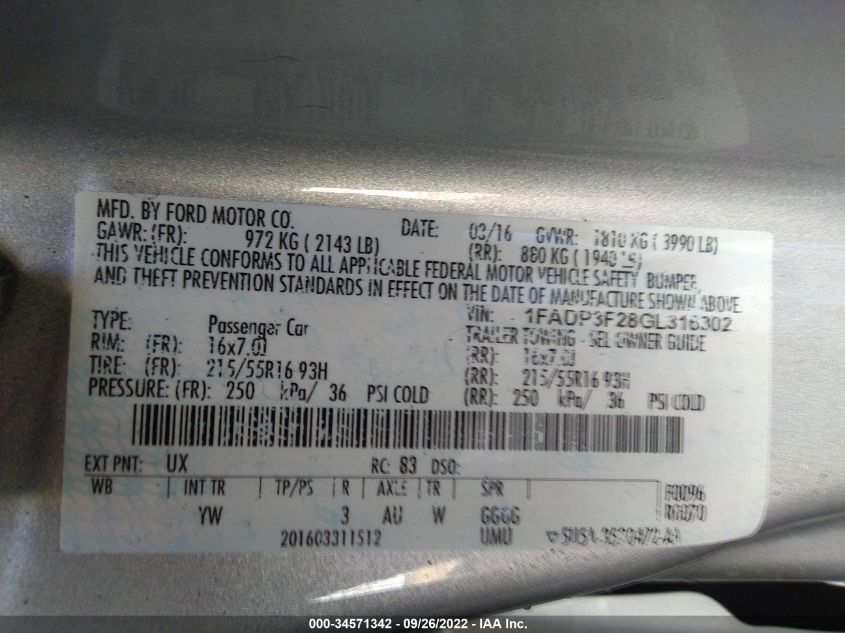 MFD. BY FORD MOTOR CO. DATE: 03/16 GVWR: 1810 KG ( 3990 LB)
GAWR: (FR): 972 KG ( 2143 LB) (RR): 880 KG ( 1940 LB)
THIS VEHICLE CONFORMS TO ALL APPLICABLE FEDERAL MOTOR VEHICLE SAFETY, BUMPER,
AND THEFT PREVENTION STANDARDS IN EFFECT ON THE DATE OF MANUFACTURE SHOWN ABOVE.
VIN: 1FADP3F28GL316302
TYPE: Passenger Car TRAILER TOWING - SEE OWNER GUIDE
RIM: (FR): 16x7.0J (RR): 16x7.0J
TIRE: (FR): 215/55R16 93H (RR): 215/55R16 93H
PRESSURE: (FR): 250 kPa/ 36 PSI COLD (RR): 250 kPa/ 36 PSI COLD
EXT PNT: UX RC: 83 DSO:
WB INT TR TP/PS R AXLE TR SPR F0096
YW 3 AU W GGGG R0070
201603311512 UMU
000-34571342 - 09/26/2022 - IAA Inc.